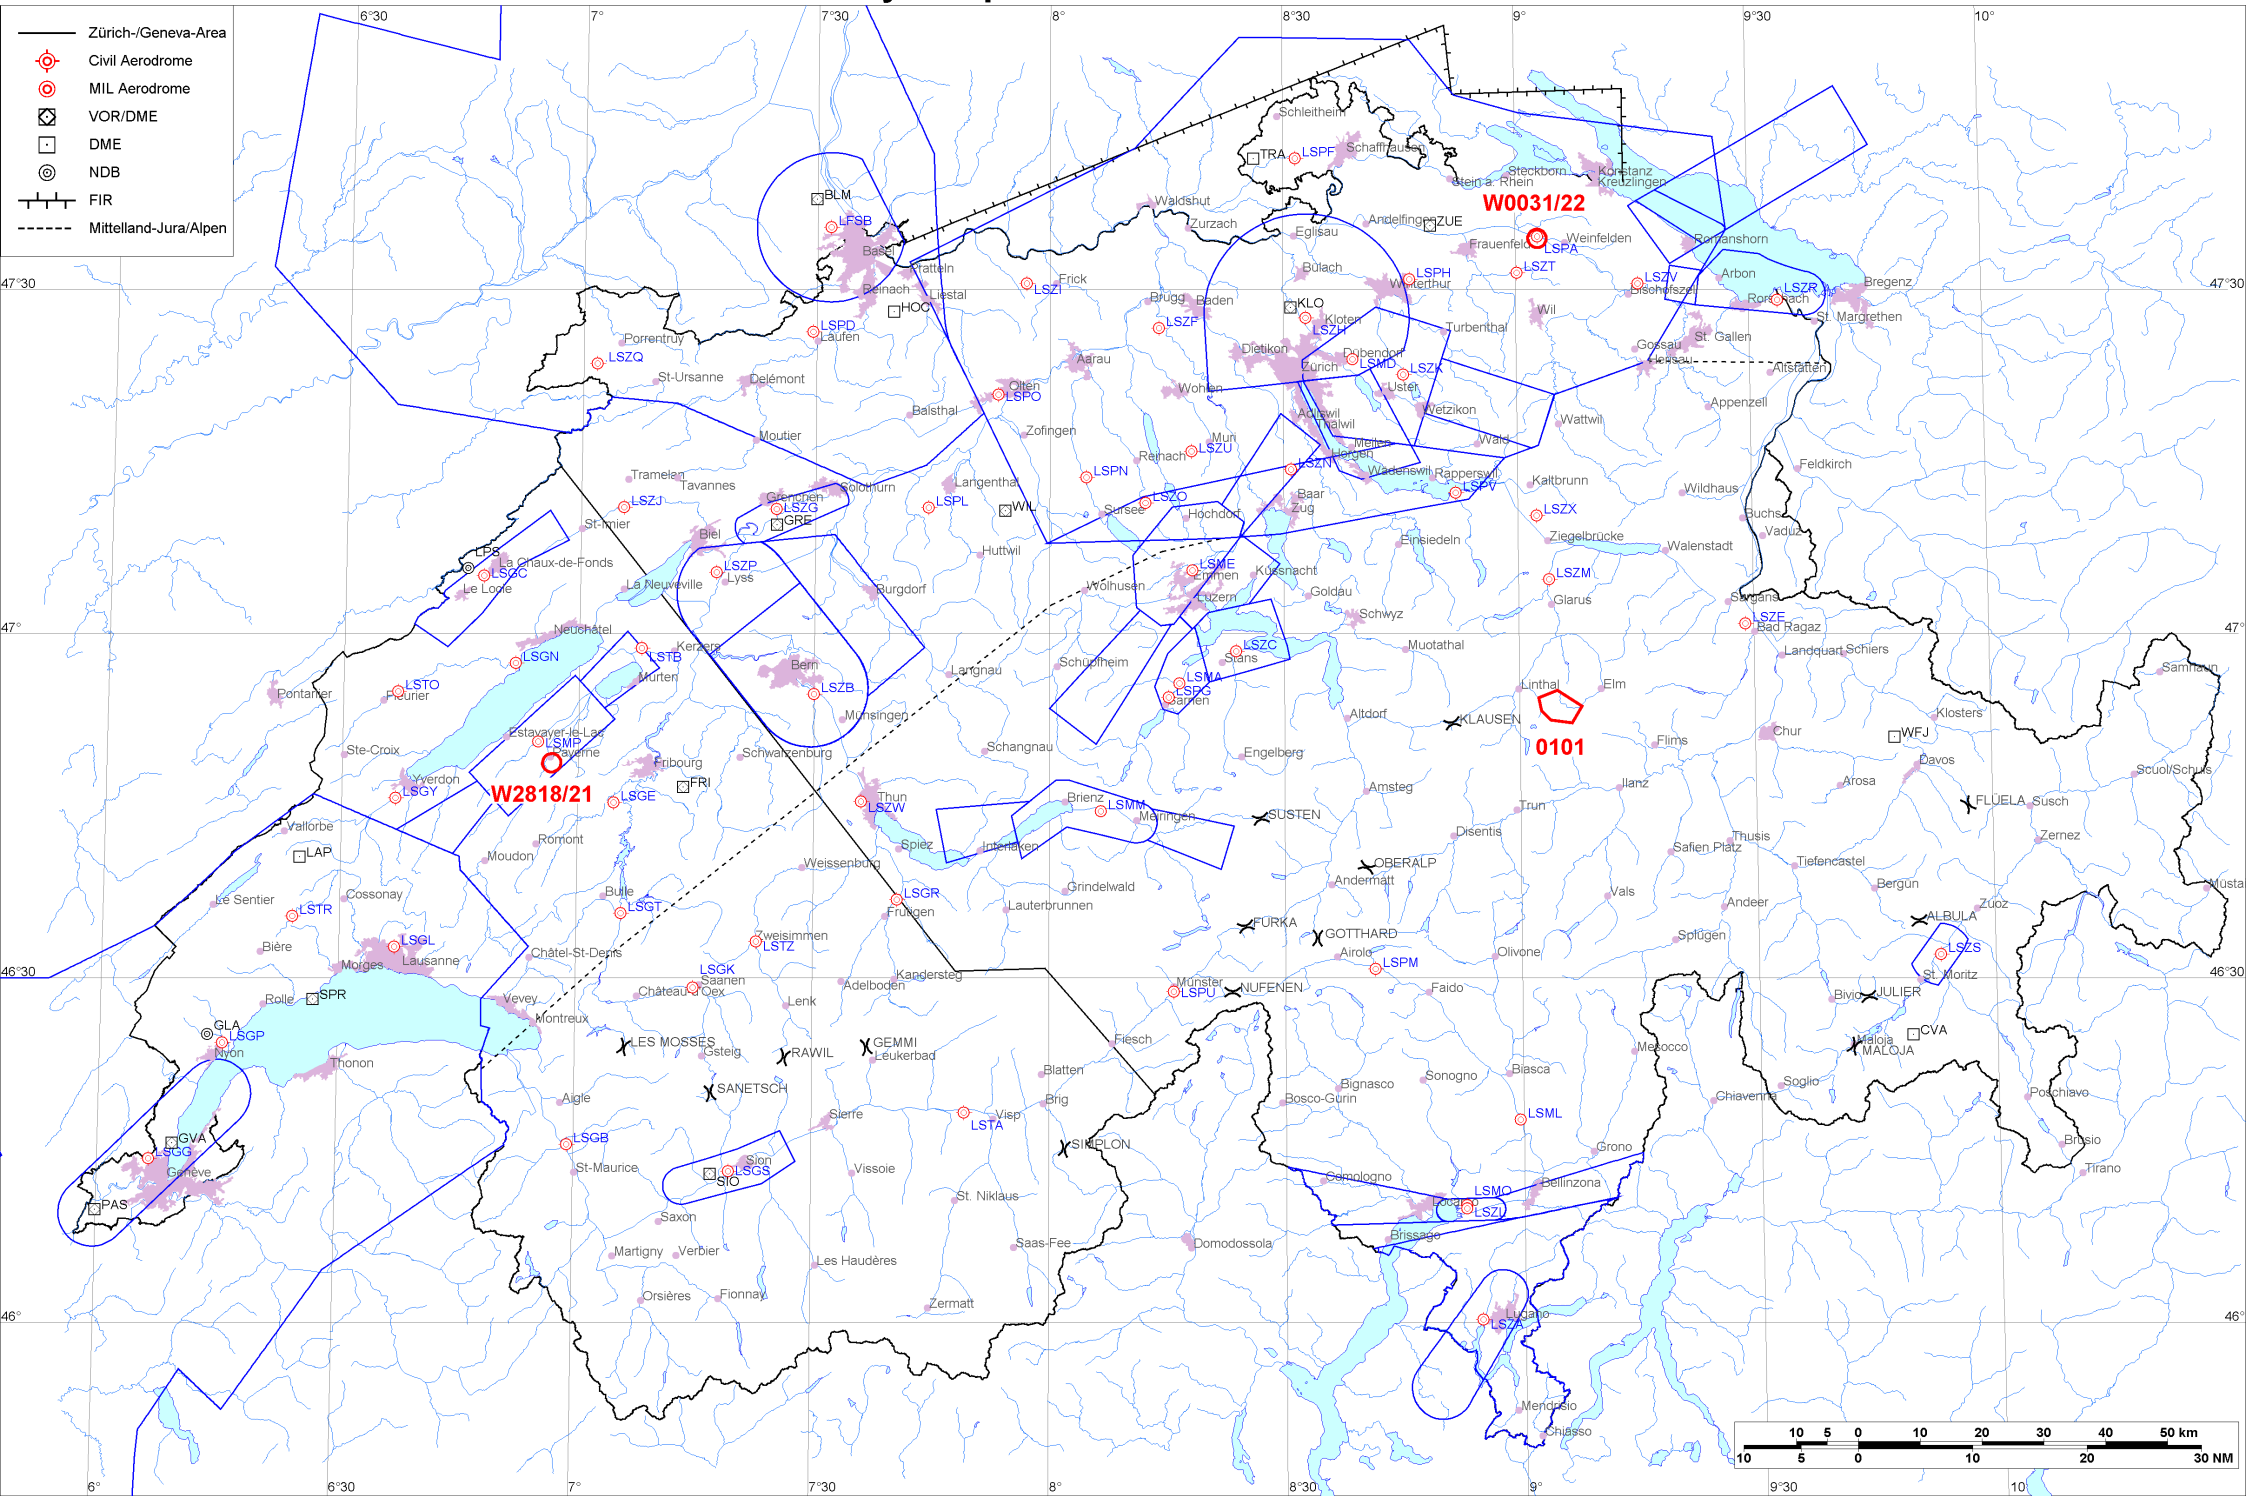 6°30
7°
7°30
8°
8°30
9°
9°30
10°
Zürich-/Geneva-Area
Civil Aerodrome
MIL Aerodrome
VOR/DME
DME
NDB
FIR
Mittelland-Jura/Alpen
Schleitheim
TRA
LSPF
Schaffhausen
Steckborn
Stein a. Rhein
Konstanz
Kreuzlingen
BLM
LFSB
Basel
Waldshut
Zurzach
Eglisau
Andelfingen
ZUE
W0031/22
LSPA
Weinfelden
Frauenfeld
Romanshorn
Pratteln
Reinach
Liestal
HOC
Frick
LSZI
Bülach
LSPH
Winterthur
LSZT
LSZV
Bischofszell
Arbon
LSZR
Rorschach
Bregenz
47°30
47°30
St. Margrethen
LSPD
Laufen
Brugg
Baden
LSZF
KLO
Kloten
LSZH
Wil
Turbenthal
St. Gallen
Gossau
Herisau
Altstätten
Porrentruy
LSZQ
St-Ursanne
Delémont
Aarau
Olten
LSPO
Dietikon
Zürich
Dübendorf
LSMD
LSZK
Uster
Wetzikon
Wohlen
Appenzell
Balsthal
Zofingen
Moutier
Adliswil
Thalwil
Muri
LSZU
Reinach
Meilen
Horgen
Wald
Wattwil
LSZN
Wädenswil
Rapperswil
LSPV
Kaltbrunn
Feldkirch
Wildhaus
Tramelan
Tavannes
LSZJ
Grenchen
Solothurn
LSZG
GRE
Langenthal
LSPL
WIL
LSPN
LSZO
Sursee
Hochdorf
Baar
Zug
LSZX
Buchs
Vaduz
St-Imier
Biel
LPS
La Chaux-de-Fonds
LSGC
Le Locle
Huttwil
Einsiedeln
Ziegelbrücke
Walenstadt
LSZP
Lyss
La Neuveville
Burgdorf
Wolhusen
LSME
Emmen
Küssnacht
Luzern
Goldau
Schwyz
LSZM
Glarus
Sargans
LSZE
Bad Ragaz
47°
47°
Neuchâtel
LSGN
LSTB
Kerzers
Murten
Bern
LSZB
Langnau
Schüpfheim
LSZC
Stans
LSMA
LSPG
Sarnen
Muotathal
Landquart
Schiers
Samnaun
Pontarlier
LSTO
Fleurier
Linthal
Elm
Altdorf
KLAUSEN
0101
Münsingen
Klosters
WFJ
Davos
Ste-Croix
Estavayer-le-Lac
LSMP
Payerne
Schwarzenburg
Schangnau
Engelberg
Flims
Chur
Yverdon
LSGY
W2818/21
Fribourg
FRI
LSGE
Thun
LSZW
Brienz
LSMM
Meiringen
Amsteg
SUSTEN
Trun
Ilanz
Arosa
Scuol/Schuls
FLÜELA
Susch
Zernez
Vallorbe
LAP
Romont
Moudon
Spiez
Interlaken
Disentis
Thusis
Safien Platz
Tiefencastel
Weissenburg
OBERALP
Andermatt
Vals
Bergün
Le Sentier
Cossonay
LSTR
Bulle
LSGT
LSGR
Frutigen
Grindelwald
Lauterbrunnen
Andeer
Zuoz
ALBULA
Bière
LSGL
Lausanne
Morges
Châtel-St-Denis
Zweisimmen
LSTZ
FURKA
GOTTHARD
Airolo
Olivone
Splügen
LSZS
St. Moritz
46°30
46°30
LSGK
Saanen
Château-d'Oex
Adelboden
Kandersteg
Münster
LSPU
NUFENEN
LSPM
Faido
Bivio
JULIER
Rolle
SPR
Vevey
Montreux
Lenk
GLA
LSGP
Nyon
Thonon
LES MOSSES
Gsteig
RAWIL
GEMMI
Leukerbad
Fiesch
Mesocco
Maloja
MALOJA
CVA
SANETSCH
Blatten
Bignasco
Sonogno
Biasca
Soglio
Aigle
Sierre
LSTA
Visp
Brig
Bosco-Gurin
LSML
Chiavenna
Poschiavo
GVA
LSGG
Genève
LSGB
SIMPLON
Grono
Brusio
St-Maurice
Sion
LSGS
SIO
Vissoie
Comologno
Bellinzona
Tirano
PAS
St. Niklaus
LSMO
Locarno
LSZL
Saxon
Martigny
Verbier
Saas-Fee
Domodossola
Brissago
Les Haudères
Orsières
Fionnay
Zermatt
Lugano
LSZA
46°
46°
Mendrisio
Chiasso
10 5 0 10 20 30 40 50 km
10 5 0 10 20 30 NM
6°
6°30
7°
7°30
8°
8°30
9°
9°30
10°